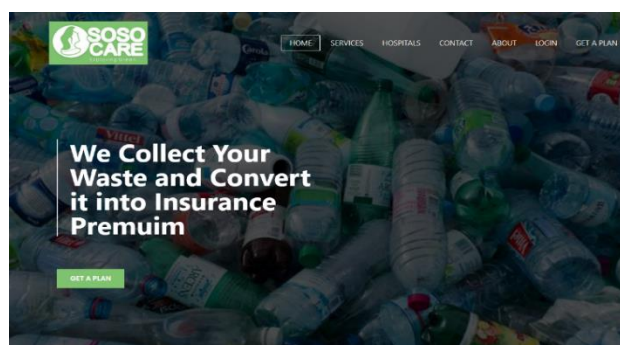 SOSO
CARE
HOME SERVICES HOSPITALS CONTACT ABOUT LOGIN GET A PLAN
Vittel
We Collect Your
Waste and Convert
it into Insurance
Premuim
GET A PLAN